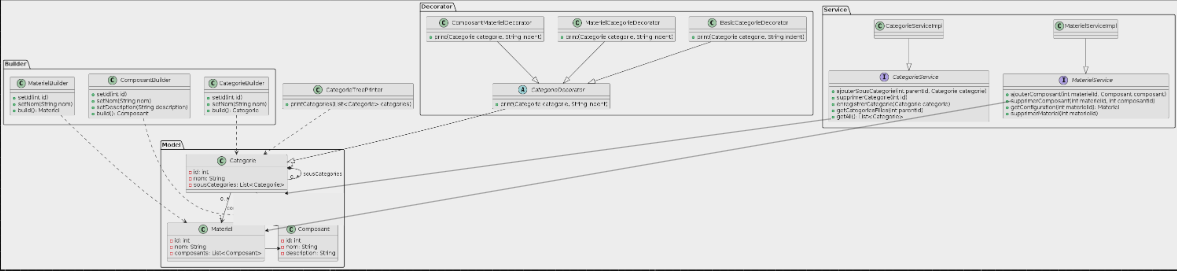 Decorator
C ComposantMaterielDecorator
print(Categorie categorie, String indent)
C MaterielCategorieDecorator
print(Categorie categorie, String indent)
C BasicCategorieDecorator
print(Categorie categorie, String indent)
A CategorieDecorator
print(Categorie categorie, String indent)
Service
C CategorieServiceImpl
C MaterielServiceImpl
I CategorieService
ajouterSousCategorie(int parentId, Categorie categorie)
supprimerCategorie(int id)
enregistrerCategorie(Categorie categorie)
getCategoriesFilles(int parentId)
getAll() List<Categorie>
I MaterielService
ajouterComposant(int materielId, Composant composant)
supprimerComposant(int materielId, int composantId)
getConfiguration(int materielId): Materiel
supprimerMateriel(int materielId)
Builder
C MaterielBuilder
setId(int id)
setNom(String nom)
build(): Materiel
C ComposantBuilder
setId(int id)
setNom(String nom)
setDescription(String description)
build(): Composant
C CategorieBuilder
setId(int id)
setNom(String nom)
build(): Categorie
C CategorieTreePrinter
printCategories(List<Categorie> categories)
Model
C Categorie
id: int
nom: String
sousCategories: List<Categorie>
sousCategories
0..*
0..*
C Materiel
id: int
nom: String
composants: List<Composant>
C Composant
id: int
nom: String
description: String